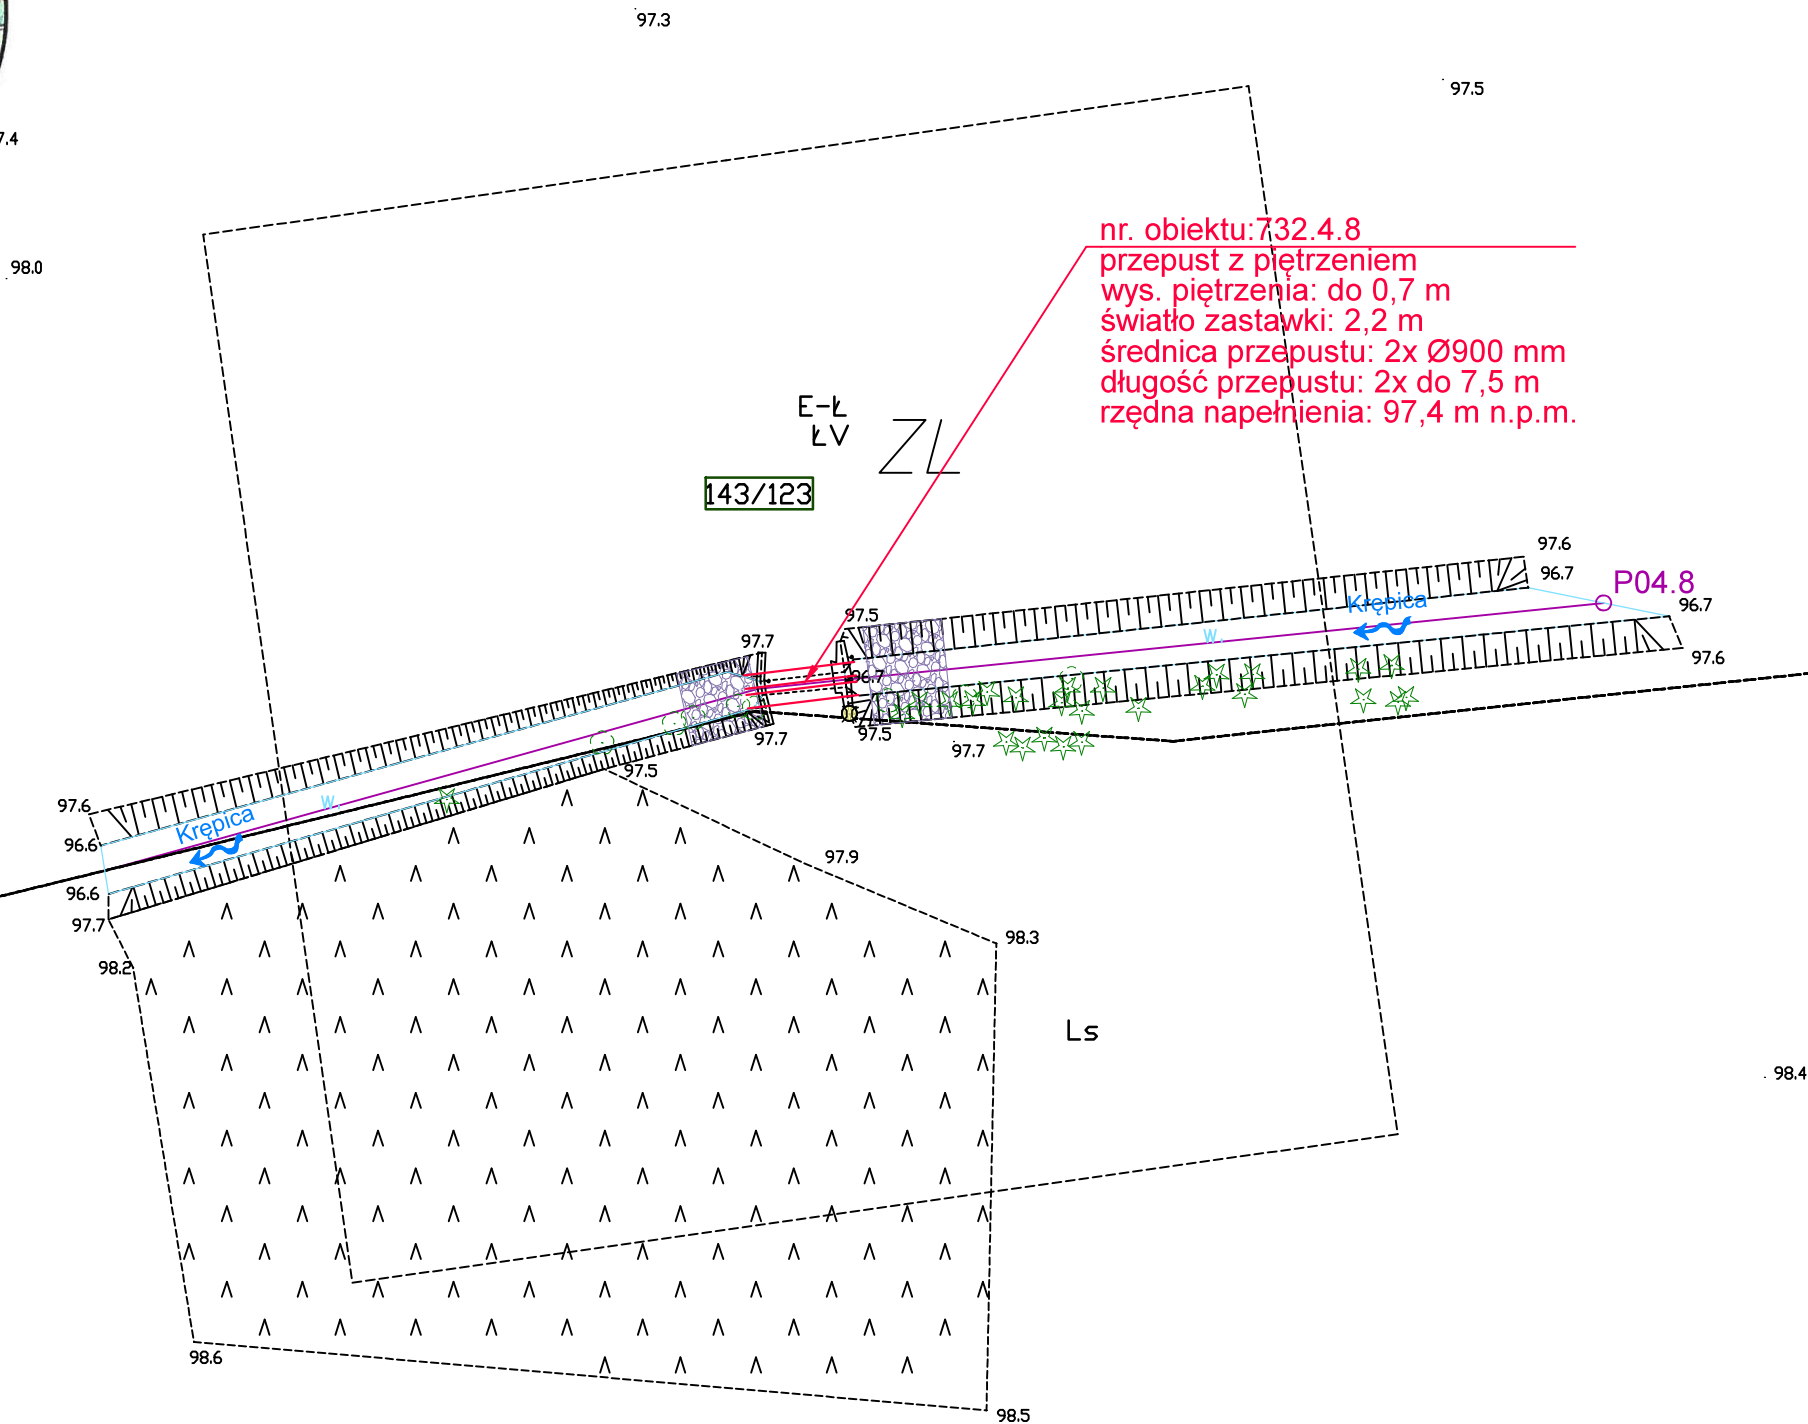 97.3
97.5
7.4
98.0
nr. obiektu:732.4.8
przepust z piętrzeniem
wys. piętrzenia: do 0,7 m
światło zastawki: 2,2 m
średnica przepustu: 2x Ø900 mm
długość przepustu: 2x do 7,5 m
rzędna napełnienia: 97,4 m n.p.m.
E-Ł
ŁV
ZL
143/123
97.6
96.7
P04.8
Krępica
96.7
97.5
w.
97.7
97.6
96.7
97.7
97.5
97.7
97.5
97.6
w.
Krępica
96.6
97.9
96.6
97.7
98.3
98.2
Ls
98.4
98.6
98.5